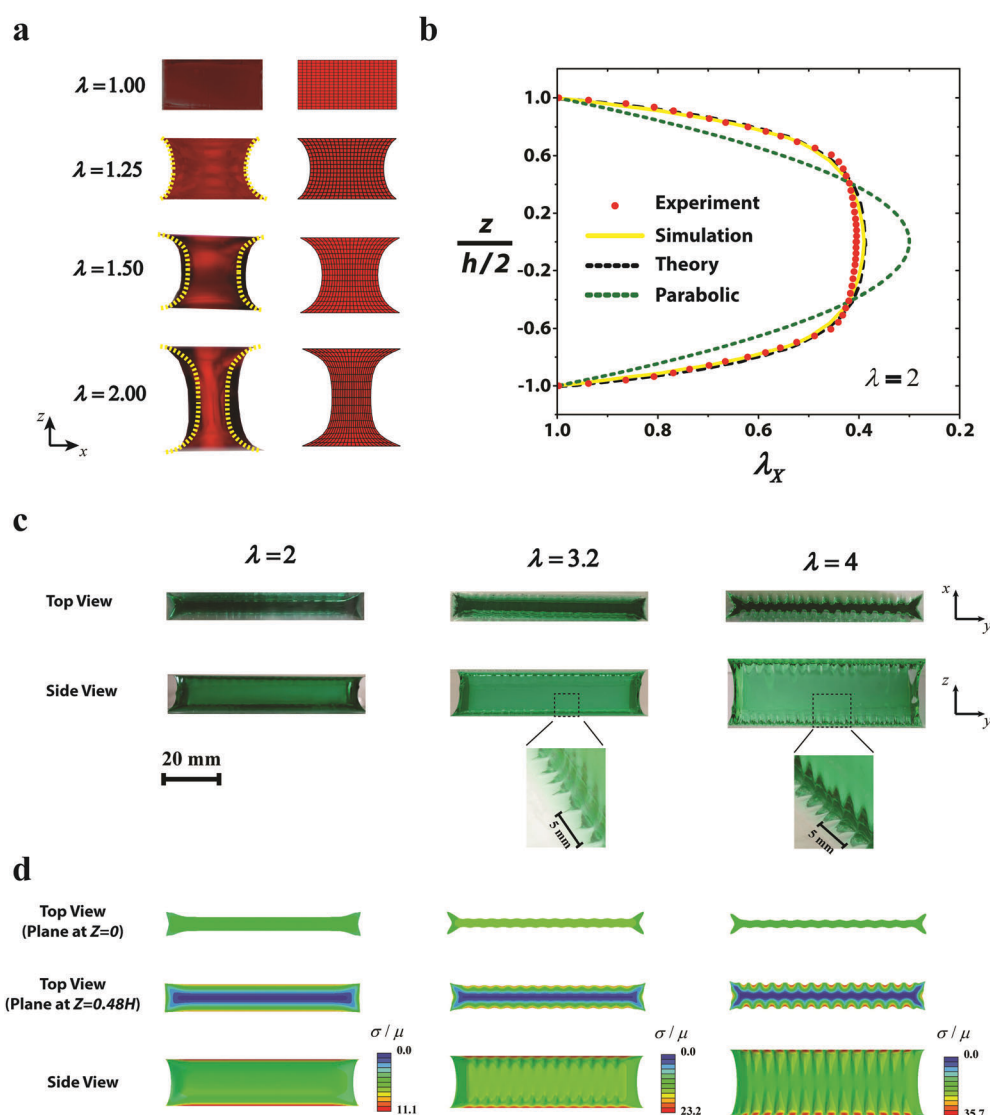 a
λ = 1.00
λ = 1.25
λ = 1.50
λ = 2.00
z
x
b
1.0
0.6
0.2
-0.2
-0.6
-1.0
z
h/2
Experiment
Simulation
Theory
Parabolic
λ = 2
1.0 0.8 0.6 0.4 0.2
λX
c
λ = 2 λ = 3.2 λ = 4
Top View
x
y
Side View
z
y
20 mm
5 mm
5 mm
d
Top View
(Plane at Z=0)
Top View
(Plane at Z=0.48H)
σ / μ σ / μ σ / μ
0.0 0.0 0.0
Side View
11.1 23.2 35.7